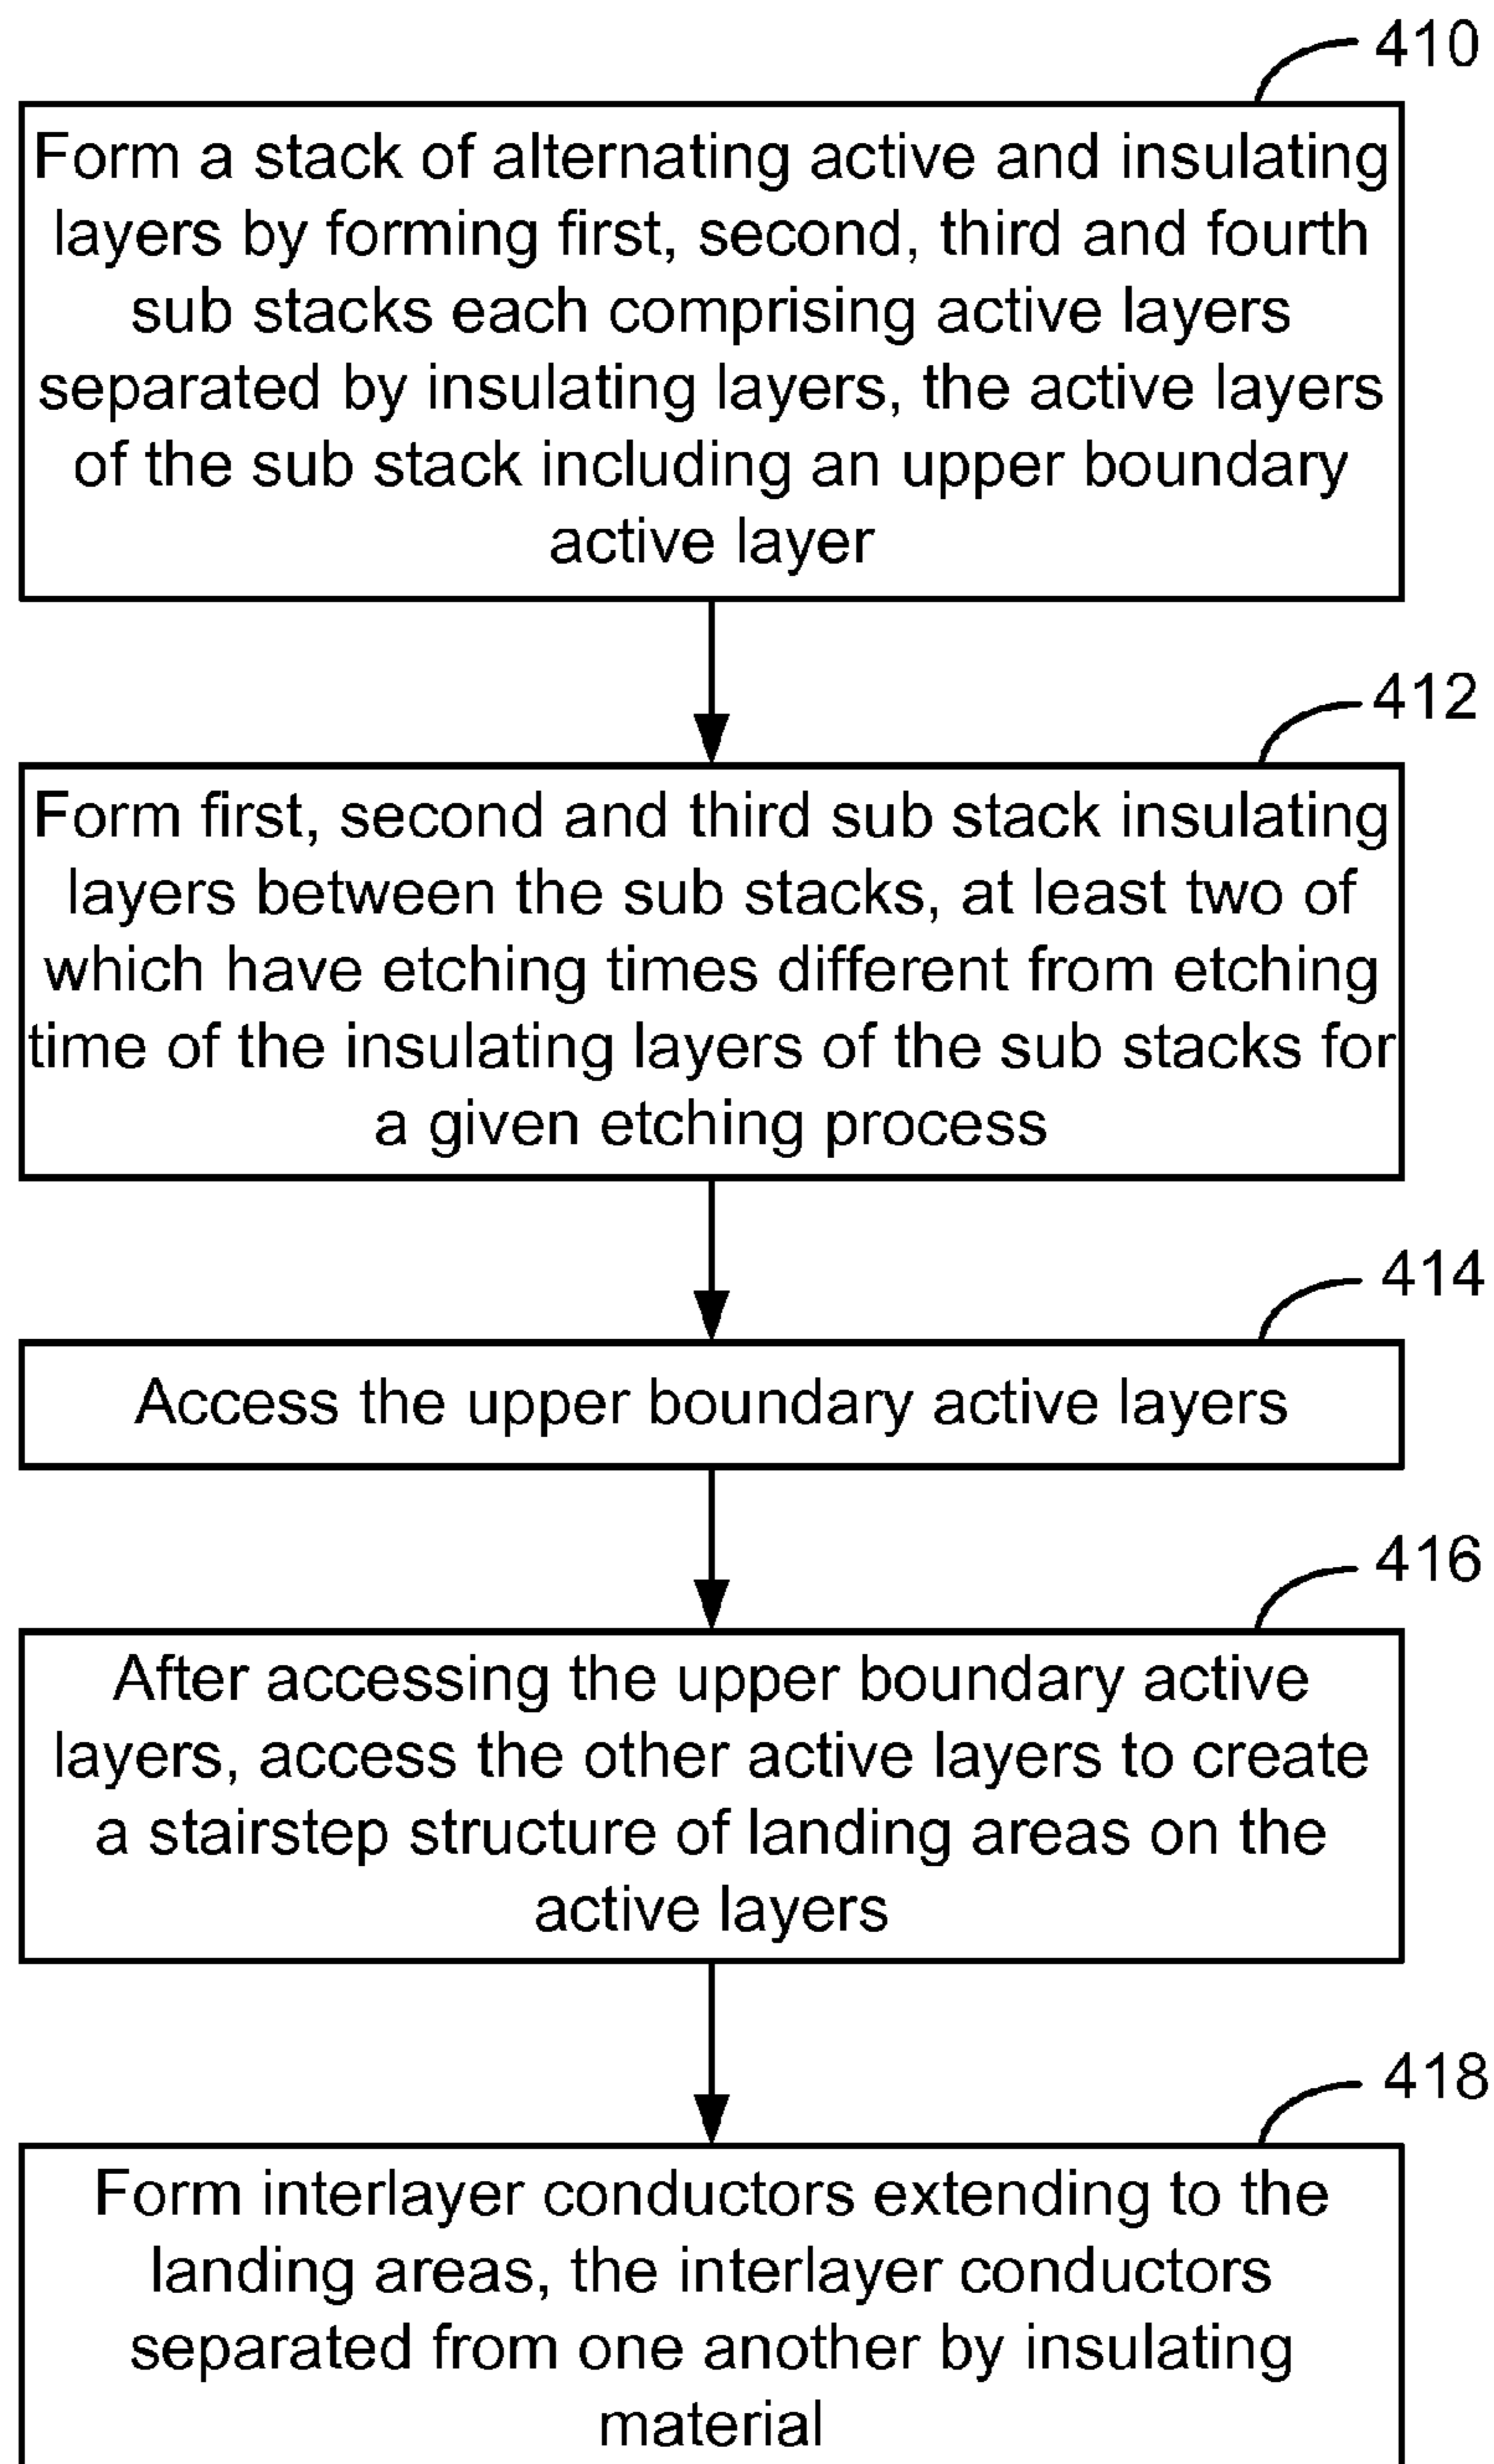 410
Form a stack of alternating active and insulating
layers by forming first, second, third and fourth
sub stacks each comprising active layers
separated by insulating layers, the active layers
of the sub stack including an upper boundary
active layer
412
Form first, second and third sub stack insulating
layers between the sub stacks, at least two of
which have etching times different from etching
time of the insulating layers of the sub stacks for
a given etching process
414
Access the upper boundary active layers
416
After accessing the upper boundary active
layers, access the other active layers to create
a stairstep structure of landing areas on the
active layers
418
Form interlayer conductors extending to the
landing areas, the interlayer conductors
separated from one another by insulating
material